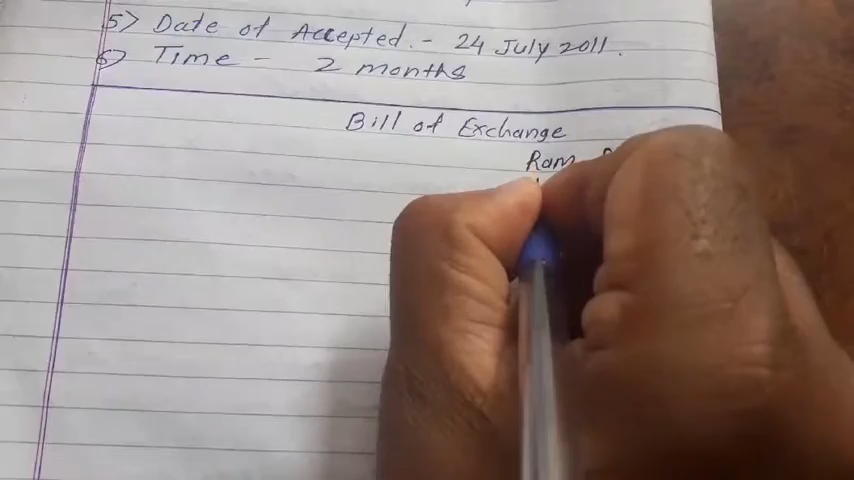 5> Date of Accepted. - 24 July 2011.
6> Time - 2 months
Bill of Exchange
Ram